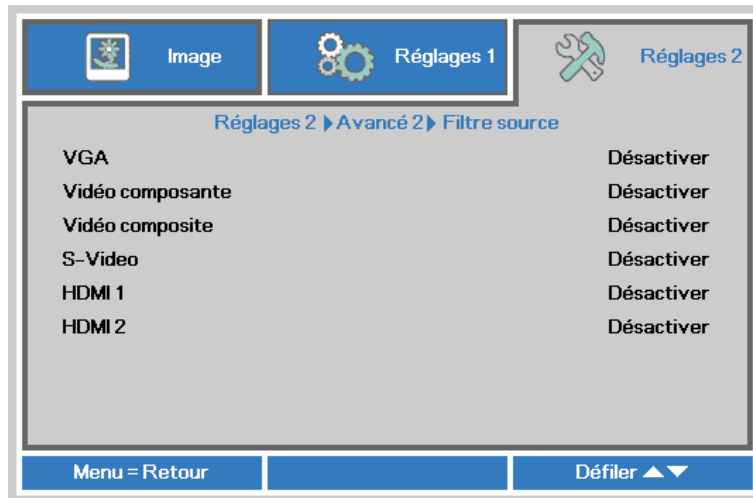 Image
Réglages 1
Réglages 2
Réglages 2 Avancé 2 Filtre source
VGA Désactiver
Vidéo composante Désactiver
Vidéo composite Désactiver
S-Video Désactiver
HDMI 1 Désactiver
HDMI 2 Désactiver
Menu = Retour
Défiler